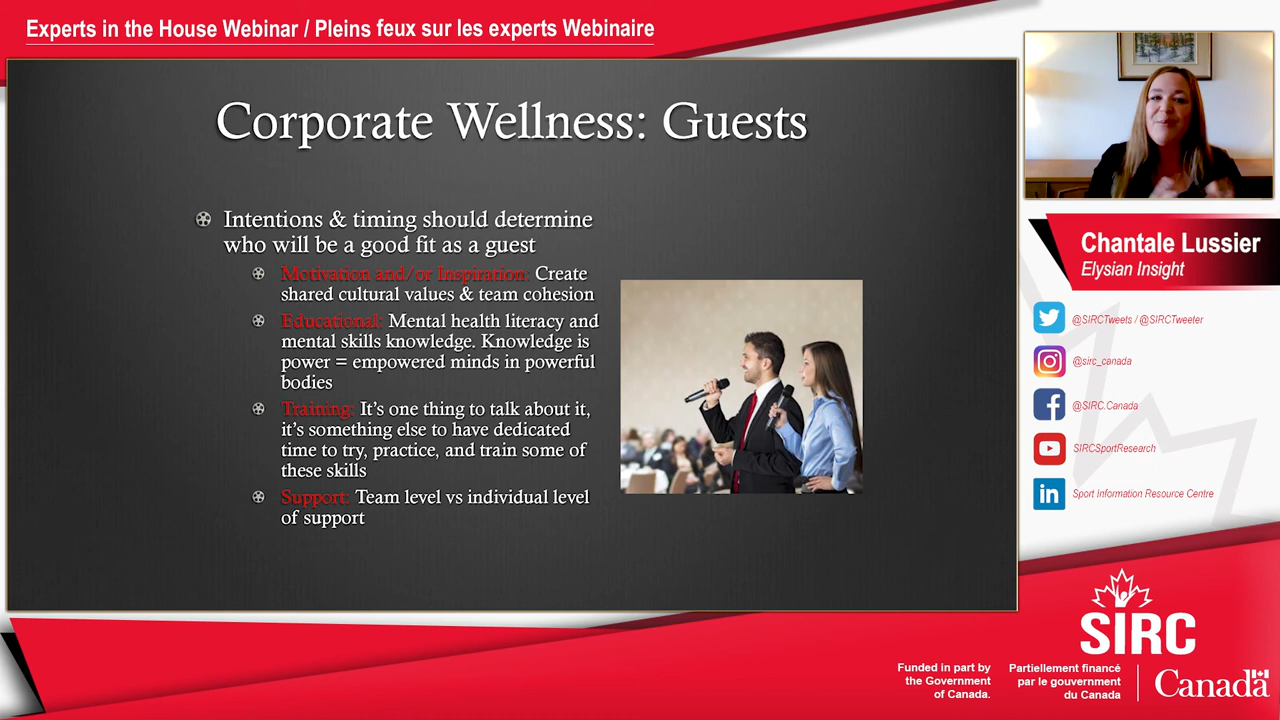 Experts in the House Webinar / Pleins feux sur les experts Webinaire
Corporate Wellness: Guests
Intentions & timing should determine
who will be a good fit as a guest
Motivation and/or Inspiration: Create
shared cultural values & team cohesion
Educational: Mental health literacy and
mental skills knowledge. Knowledge is
power = empowered minds in powerful
bodies
Training: It's one thing to talk about it,
it's something else to have dedicated
time to try, practice, and train some of
these skills
Support: Team level vs individual level
of support
Chantale Lussier
Elysian Insight
@SIRCTweets / @SIRCTweeter
@sirc_canada
@SIRC.Canada
SIRCSportResearch
in
Sport Information Resource Centre
SIRC
Funded in part by
the Government
of Canada.
Partiellement financé
par le gouvernment
du Canada
Canada